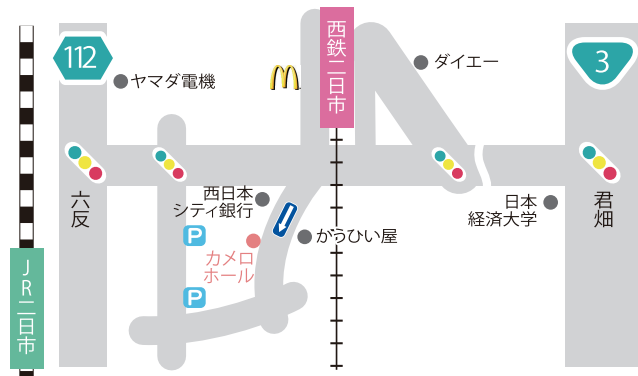 112
ヤマダ電機
西鉄二日市
ダイエー
3
六反
西日本
シティ銀行
日本
経済大学
君畑
P
からひい屋
カメロ
ホール
P
JR二日市